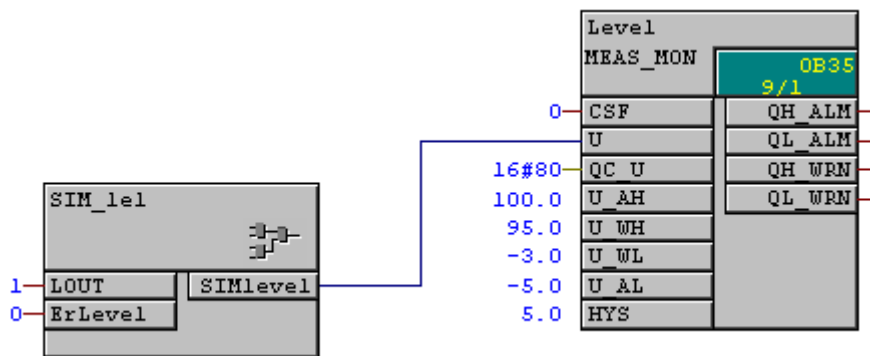 Level
MEAS_MON
OB35
9/1
0 CSF QH_ALM
U QL_ALM
16#80 QC_U QH_WRN
100.0 U_AH QL_WRN
95.0 U_WH
-3.0 U_WL
-5.0 U_AL
5.0 HYS
SIM_lel
1 LOUT SIMlevel
0 ErLevel